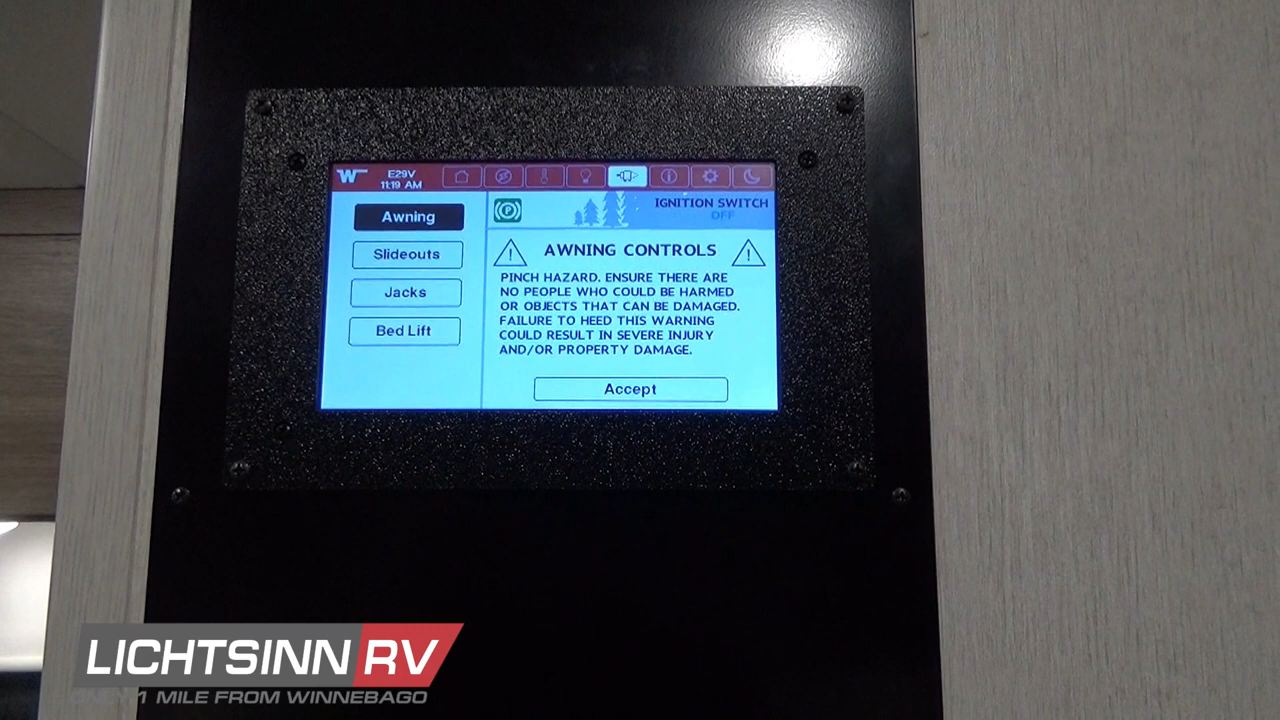 W
E29V
11:19 AM
IGNITION SWITCH
OFF
Awning
Slideouts
Jacks
Bed Lift
AWNING CONTROLS
PINCH HAZARD. ENSURE THERE ARE
NO PEOPLE WHO COULD BE HARMED
OR OBJECTS THAT CAN BE DAMAGED.
FAILURE TO HEED THIS WARNING
COULD RESULT IN SEVERE INJURY
AND/OR PROPERTY DAMAGE.
Accept
LICHTSINN RV
1 MILE FROM WINNEBAGO